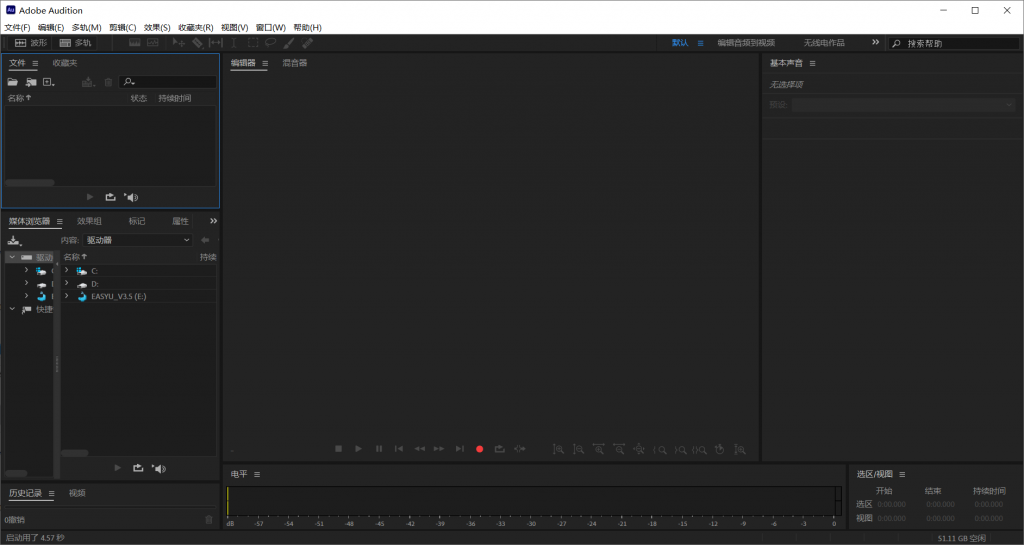 Au Adobe Audition
文件(F) 编辑(E) 多轨(M) 剪辑(C) 效果(S) 收藏夹(R) 视图(V) 窗口(W) 帮助(H)
波形 多轨 默认 编辑音频到视频 无线电作品 搜索帮助
文件 收藏夹
名称 状态 持续时间
编辑器 混音器
基本声音
无选择项
预设:
媒体浏览器 效果组 标记 属性
内容: 驱动器
驱动 名称 持续
C:
D:
EASYU_V3.5 (E:)
快捷
历史记录 视频
0撤销
电平
dB -57 -54 -51 -48 -45 -42 -39 -36 -33 -30 -27 -24 -21 -18 -15 -12 -9 -6 -3 0
选区/视图
开始 结束 持续时间
选区 0:00.000 0:00.000 0:00.000
视图 0:00.000 0:00.000 0:00.000
启动用了 4.57 秒 51.11 GB 空闲